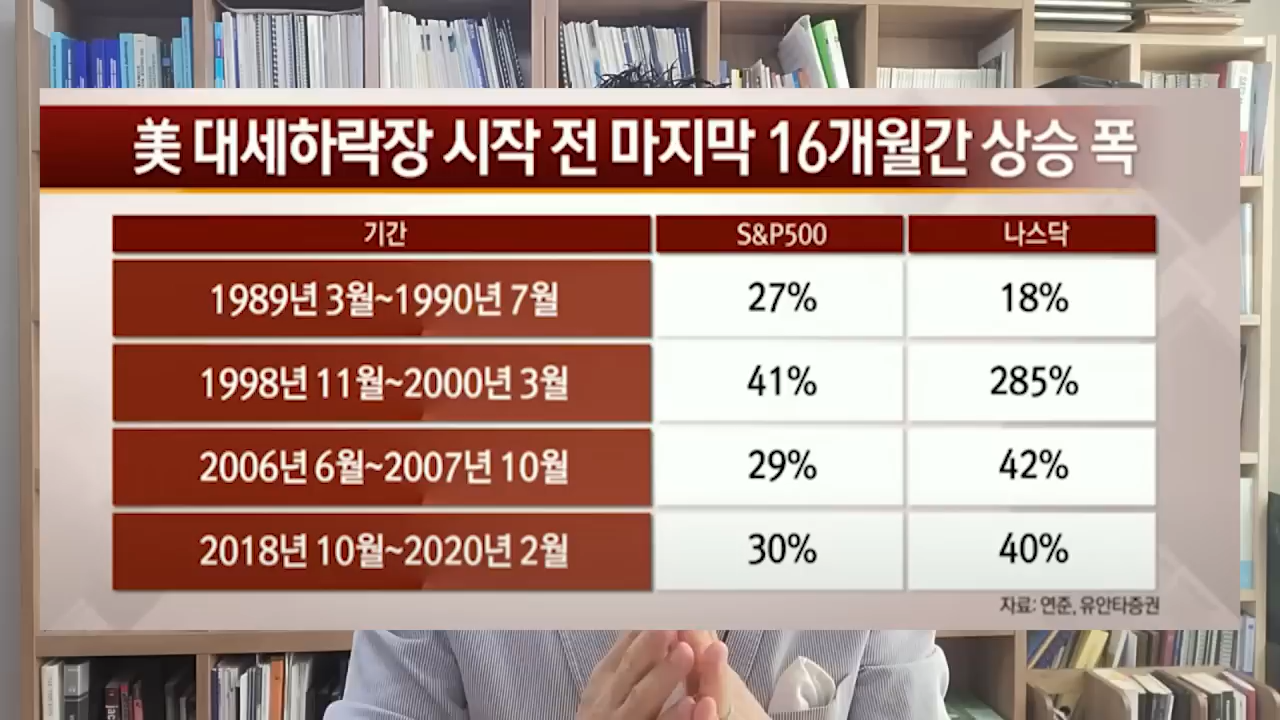 美 대세하락장 시작 전 마지막 16개월간 상승 폭
기간 S&P500 나스닥
1989년 3월~1990년 7월 27% 18%
1998년 11월~2000년 3월 41% 285%
2006년 6월~2007년 10월 29% 42%
2018년 10월~2020년 2월 30% 40%
자료: 연준, 유안타증권